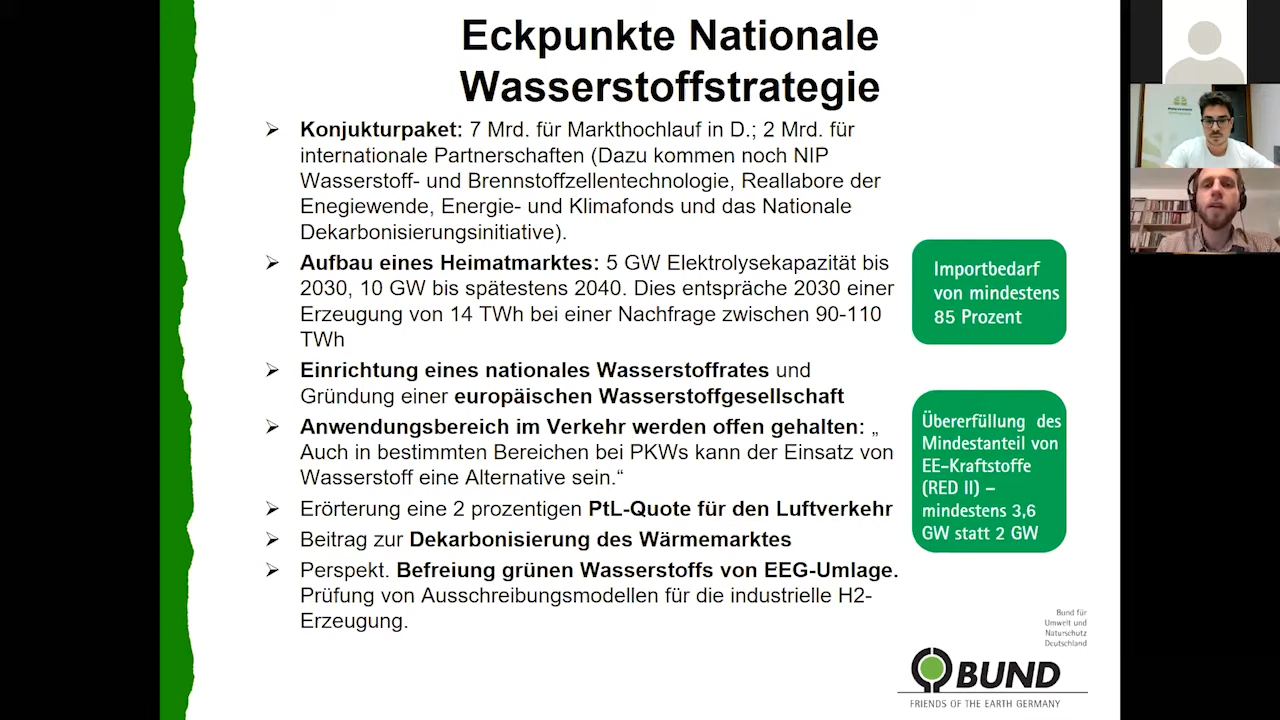 Eckpunkte Nationale
Wasserstoffstrategie
Konjukturpaket: 7 Mrd. für Markthochlauf in D.; 2 Mrd. für
internationale Partnerschaften (Dazu kommen noch NIP
Wasserstoff- und Brennstoffzellentechnologie, Reallabore der
Enegiewende, Energie- und Klimafonds und das Nationale
Dekarbonisierungsinitiative).
Aufbau eines Heimatmarktes: 5 GW Elektrolysekapazität bis
2030, 10 GW bis spätestens 2040. Dies entspräche 2030 einer
Erzeugung von 14 TWh bei einer Nachfrage zwischen 90-110
TWh
Einrichtung eines nationales Wasserstoffrates und
Gründung einer europäischen Wasserstoffgesellschaft
Anwendungsbereich im Verkehr werden offen gehalten: „
Auch in bestimmten Bereichen bei PKWs kann der Einsatz von
Wasserstoff eine Alternative sein.“
Erörterung eine 2 prozentigen PtL-Quote für den Luftverkehr
Beitrag zur Dekarbonisierung des Wärmemarktes
Perspekt. Befreiung grünen Wasserstoffs von EEG-Umlage.
Prüfung von Ausschreibungsmodellen für die industrielle H2-
Erzeugung.
Importbedarf
von mindestens
85 Prozent
Übererfüllung des
Mindestanteil von
EE-Kraftstoffe
(RED II) –
mindestens 3,6
GW statt 2 GW
Bund für
Umwelt und
Naturschutz
Deutschland
BUND
FRIENDS OF THE EARTH GERMANY